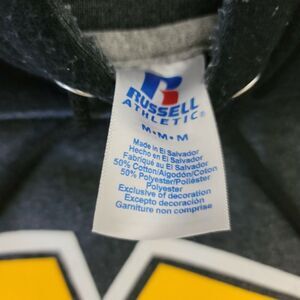 RUSSELL
ATHLETIC®
M•M•M
Made in El Salvador
Hecho en El Salvador
Fabriqué au El Salvador
50% Cotton/Algodón/Coton
50% Polyester/Poliéster
Polyester
Exclusive of decoration
Excepto decoración
Garniture non comprise